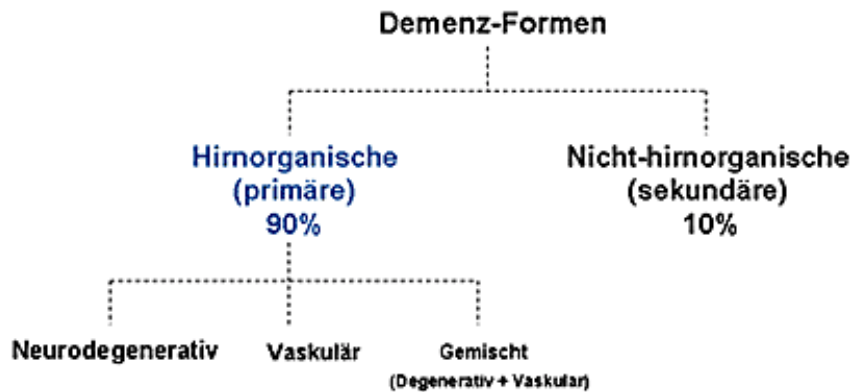 Demenz-Formen
Hirnorganische
(primäre)
90%
Nicht-hirnorganische
(sekundäre)
10%
Neurodegenerativ
Vaskulär
Gemischt
(Degenerativ + Vaskular)